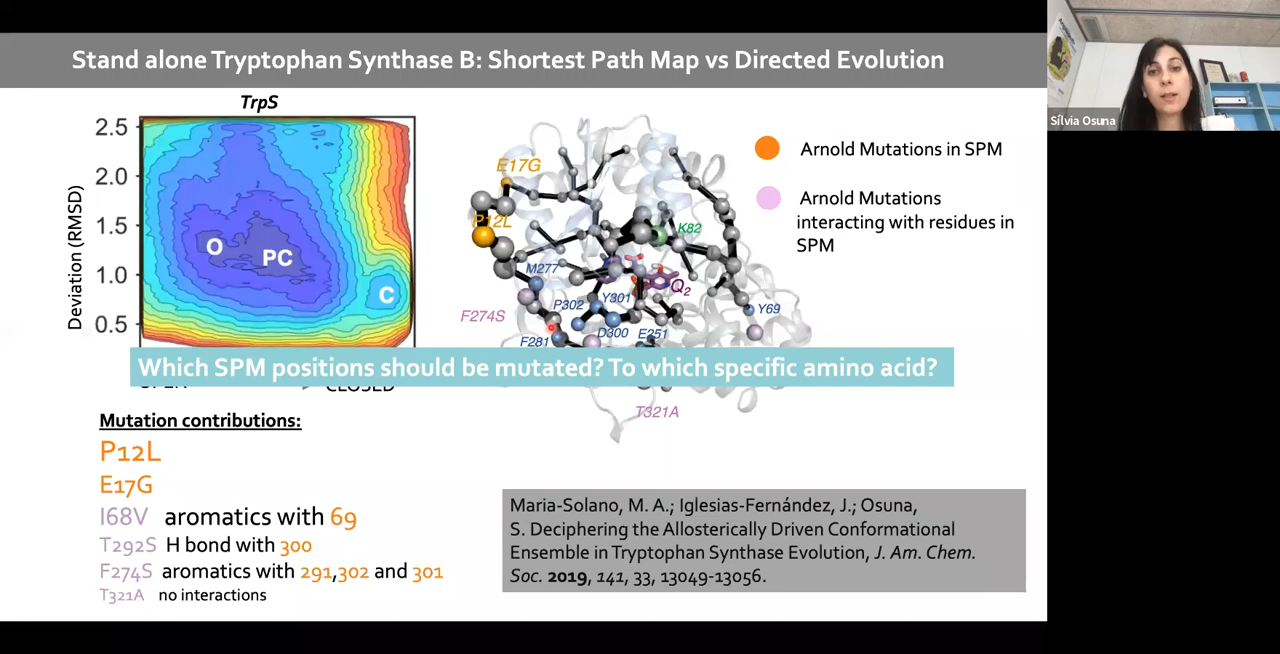 Stand alone Tryptophan Synthase B: Shortest Path Map vs Directed Evolution
Sílvia Osuna
TrpS
2.5
2.0
1.5
1.0
0.5
Deviation (RMSD)
O
PC
C
CLOSED
E17G
P12L
K82
M277
Q2
P302
Y301
Y69
F274S
D300
E251
F281
T321A
Arnold Mutations in SPM
Arnold Mutations
interacting with residues in
SPM
Which SPM positions should be mutated? To which specific amino acid?
Mutation contributions:
P12L
E17G
I68V aromatics with 69
T292S H bond with 300
F274S aromatics with 291,302 and 301
T321A no interactions
Maria-Solano, M. A.; Iglesias-Fernández, J.; Osuna,
S. Deciphering the Allosterically Driven Conformational
Ensemble in Tryptophan Synthase Evolution, J. Am. Chem.
Soc. 2019, 141, 33, 13049-13056.